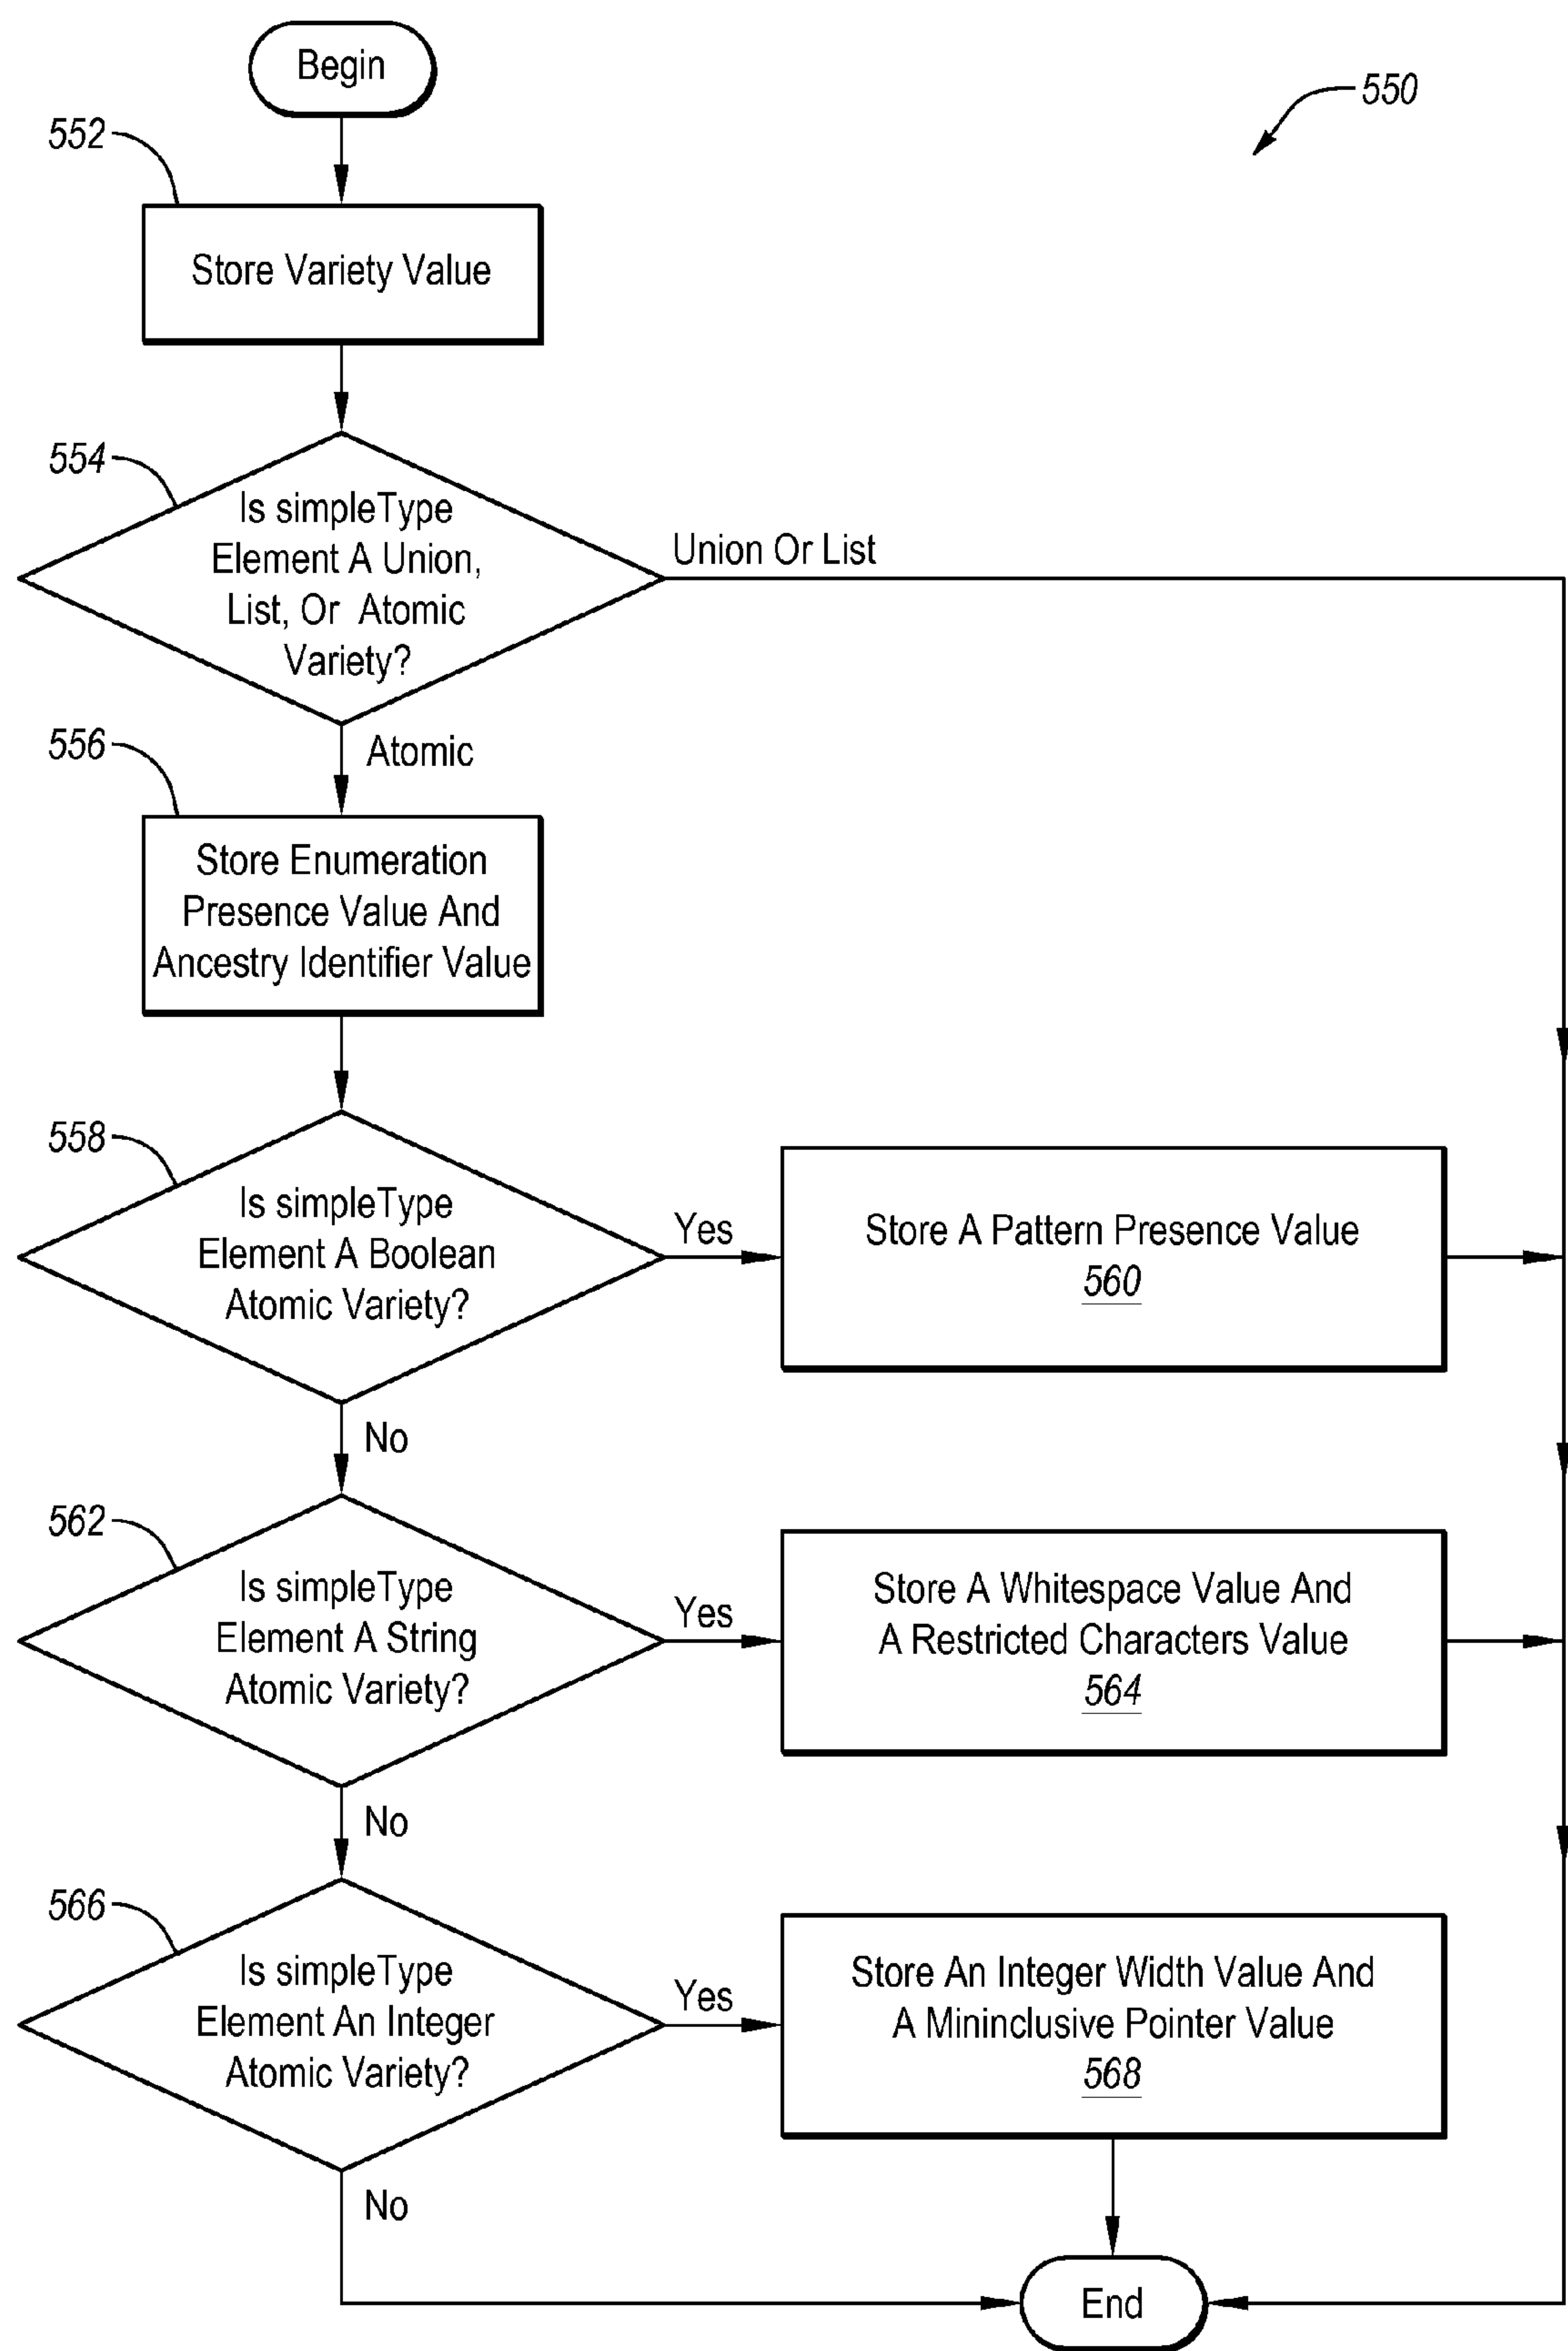 Begin
550
552
Store Variety Value
554
Is simpleType
Element A Union,
List, Or Atomic
Variety?
Union Or List
Atomic
556
Store Enumeration
Presence Value And
Ancestry Identifier Value
558
Is simpleType
Element A Boolean
Atomic Variety?
Yes
Store A Pattern Presence Value
560
No
562
Is simpleType
Element A String
Atomic Variety?
Yes
Store A Whitespace Value And
A Restricted Characters Value
564
No
566
Is simpleType
Element An Integer
Atomic Variety?
Yes
Store An Integer Width Value And
A Mininclusive Pointer Value
568
No
End